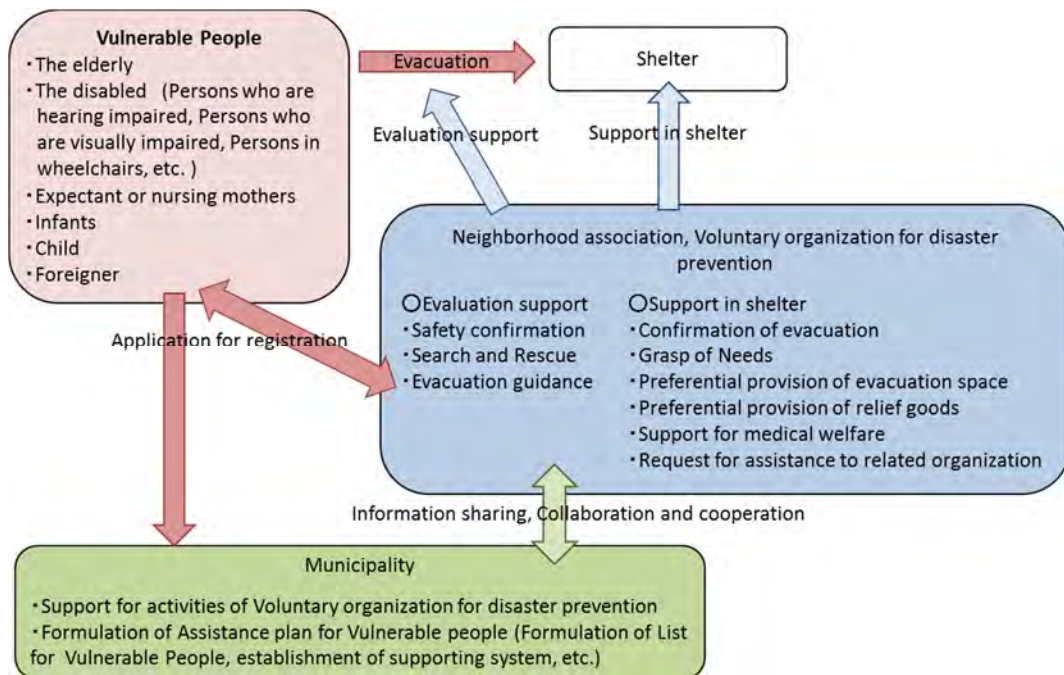 Vulnerable People
・The elderly
・The disabled (Persons who are
hearing impaired, Persons who
are visually impaired, Persons in
wheelchairs, etc. )
・Expectant or nursing mothers
・Infants
・Child
・Foreigner
Evacuation
Shelter
Evaluation support
Support in shelter
Application for registration
Neighborhood association, Voluntary organization for disaster
prevention
○Evaluation support
・Safety confirmation
・Search and Rescue
・Evacuation guidance
○Support in shelter
・Confirmation of evacuation
・Grasp of Needs
・Preferential provision of evacuation space
・Preferential provision of relief goods
・Support for medical welfare
・Request for assistance to related organization
Information sharing, Collaboration and cooperation
Municipality
・Support for activities of Voluntary organization for disaster prevention
・Formulation of Assistance plan for Vulnerable people (Formulation of List
for Vulnerable People, establishment of supporting system, etc.)